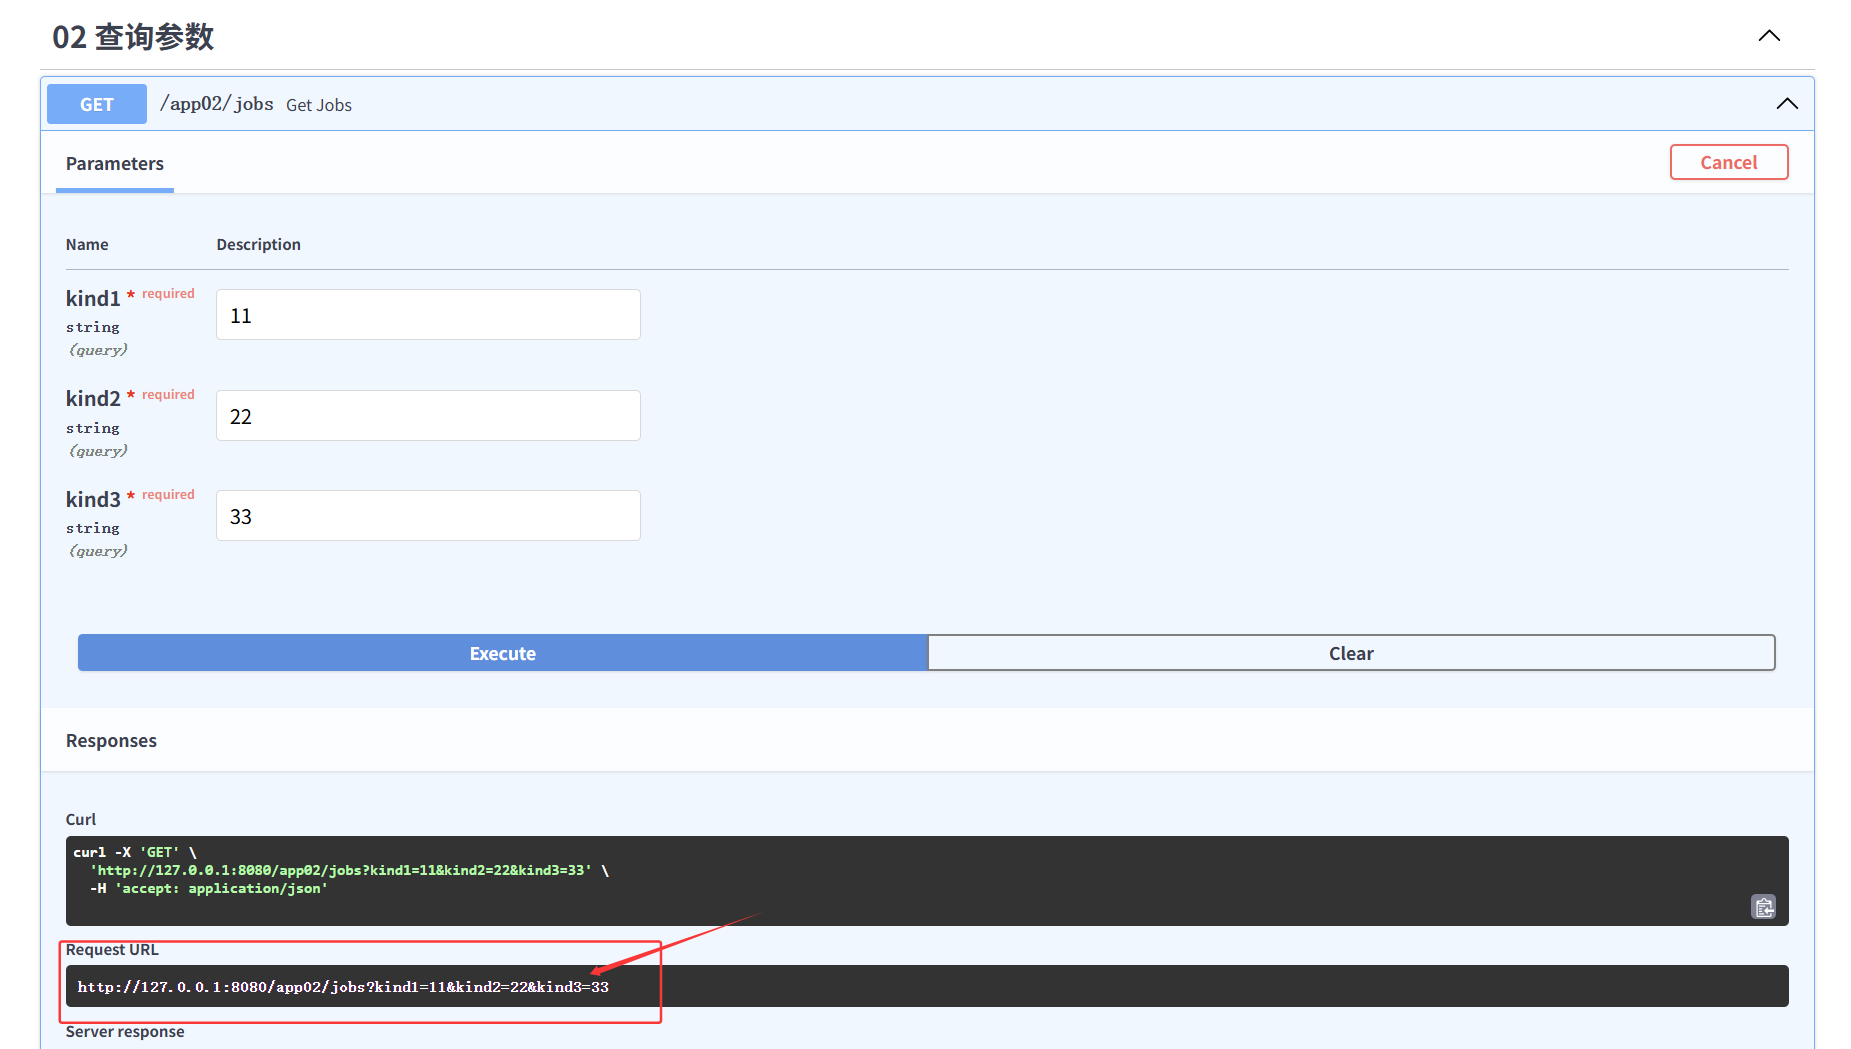 02 查询参数
GET /app02/jobs Get Jobs
Parameters
Cancel
Name Description
kind1 * required
string
(query)
11
kind2 * required
string
(query)
22
kind3 * required
string
(query)
33
Execute Clear
Responses
Curl
curl -X 'GET' \
'http://127.0.0.1:8080/app02/jobs?kind1=11&kind2=22&kind3=33' \
-H 'accept: application/json'
Request URL
http://127.0.0.1:8080/app02/jobs?kind1=11&kind2=22&kind3=33
Server response